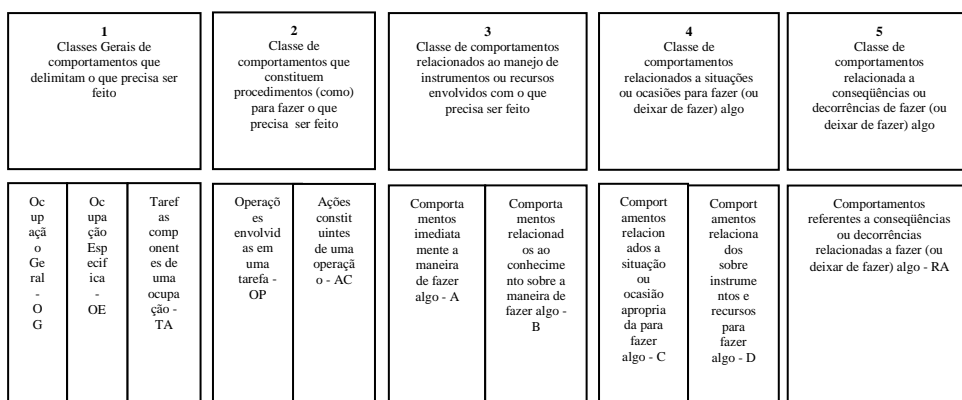 1
Classes Gerais de
comportamentos que
delimitam o que precisa ser
feito
2
Classe de
comportamentos que
constituem
procedimentos (como)
para fazer o que
precisa ser feito
3
Classe de comportamentos
relacionados ao manejo de
instrumentos ou recursos
envolvidos com o que
precisa ser feito
4
Classe de
comportamentos
relacionados a situações
ou ocasiões para fazer (ou
deixar de fazer) algo
5
Classe de
comportamentos
relacionada a
conseqüências ou
decorrências de fazer (ou
deixar de fazer) algo
Oc
up
açã
o
Ge
ral
-
O
G
Oc
upa
ção
Esp
ecif
ica
-
OE
Taref
as
comp
onent
es de
uma
ocupa
ção -
TA
Operaçõ
es
envolvid
as em
uma
tarefa -
OP
Ações
constit
uintes
de uma
operaçã
o - AC
Comporta
mentos
imediata
mente a
maneira
de fazer
algo - A
Comporta
mentos
relacionad
os ao
conhecime
nto sobre a
maneira de
fazer algo -
B
Comport
amentos
relacion
ados a
situação
ou
ocasião
apropria
da para
fazer
algo - C
Comport
amentos
relaciona
dos
sobre
instrume
ntos e
recursos
para
fazer
algo - D
Comportamentos
referentes a conseqüências
ou decorrências
relacionadas a fazer (ou
deixar de fazer) algo - RA